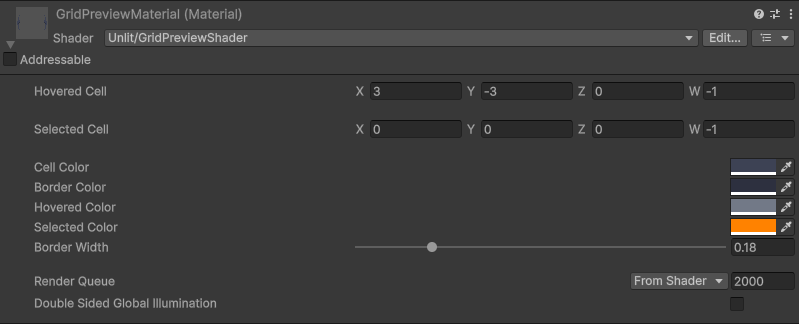 GridPreviewMaterial (Material)
Shader Unlit/GridPreviewShader Edit...
Addressable
Hovered Cell X 3 Y -3 Z 0 W -1
Selected Cell X 0 Y 0 Z 0 W -1
Cell Color
Border Color
Hovered Color
Selected Color
Border Width 0.18
Render Queue From Shader 2000
Double Sided Global Illumination